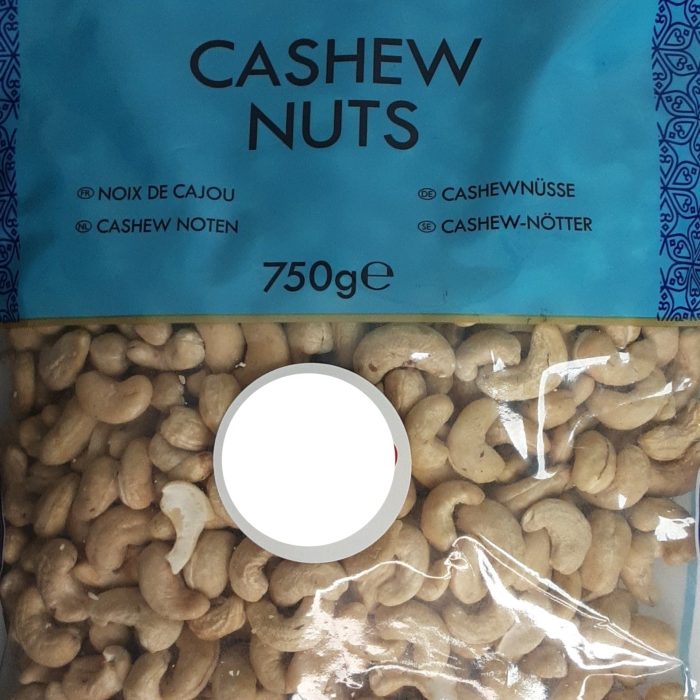 CASHEW
NUTS
FR NOIX DE CAJOU
NL CASHEW NOTEN
DE CASHEWNÜSSE
SE CASHEW-NÖTTER
750g℮